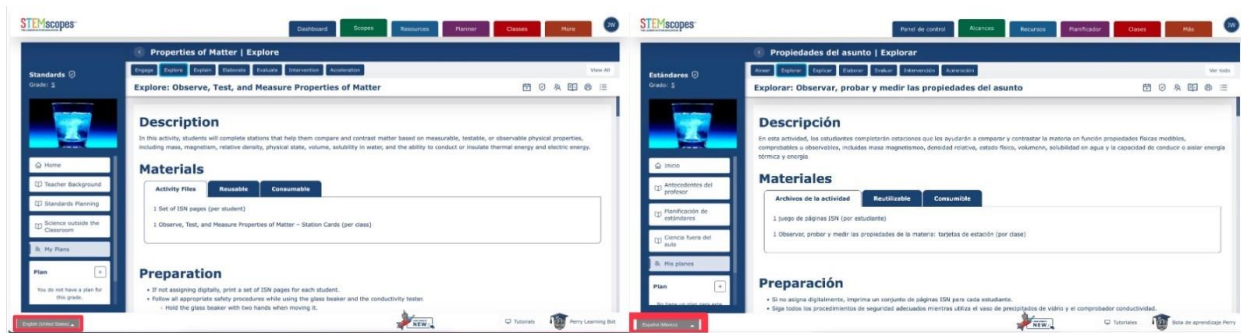 STEMscopes
Dashboard
Scopes
Resources
Planner
Classes
More
JW
Properties of Matter | Explore
Standards
Grade: 5
Engage
Explore
Explain
Elaborate
Evaluate
Intervention
Acceleration
View All
Explore: Observe, Test, and Measure Properties of Matter
Description
In this activity, students will complete stations that help them compare and contrast matter based on measurable, testable, or observable physical properties,
including mass, magnetism, relative density, physical state, volume, solubility in water, and the ability to conduct or insulate thermal energy and electric energy.
Home
Teacher Background
Standards Planning
Science outside the
Classroom
My Plans
Plan
You do not have a plan for
this grade.
Materials
Activity Files
Reusable
Consumable
1 Set of ISN pages (per student)
1 Observe, Test, and Measure Properties of Matter – Station Cards (per class)
Preparation
• If not assigning digitally, print a set of ISN pages for each student.
• Follow all appropriate safety procedures while using the glass beaker and the conductivity tester.
- Hold the glass beaker with two hands when moving it.
English (United States)
NEW
Tutorials
Perry Learning Bot
STEMscopes
Panel de control
Alcances
Recursos
Planificador
Clases
Más
JW
Propiedades del asunto | Explorar
Estándares
Grado: 5
Explorar
Explicar
Elaborar
Evaluar
Intervención
Aceleración
Ver todo
Explorar: Observar, probar y medir las propiedades del asunto
Descripción
En esta actividad, los estudiantes completarán estaciones que les ayudarán a comparar y contrastar la materia en función propiedades físicas medibles,
comprobables u observables, incluidas masa magnetismo, densidad relativa, estado físico, volumenn, solubilidad en agua y la capacidad de conducir o aislar energía
térmica y energía
Inicio
Antecedentes del
profesor
Planificación de
estándares
Ciencia fuera del
aula
Mis planes
Plan
No tiene un plan para este
Materiales
Archivos de la actividad
Reutilizable
Consumible
1 juego de páginas ISN (por estudiante)
1 Observar, probar y medir las propiedades de la materia: tarjetas de estación (por clase)
Preparación
• Si no asigna digitalmente, imprima un conjunto de páginas ISN para cada estudiante.
• Siga todos los procedimientos de seguridad adecuados mientras utiliza el vaso de precipitados de vidrio y el comprobador conductividad.
Español Mexico
NEW
Tutorials
Bota de aprendizaje Perry